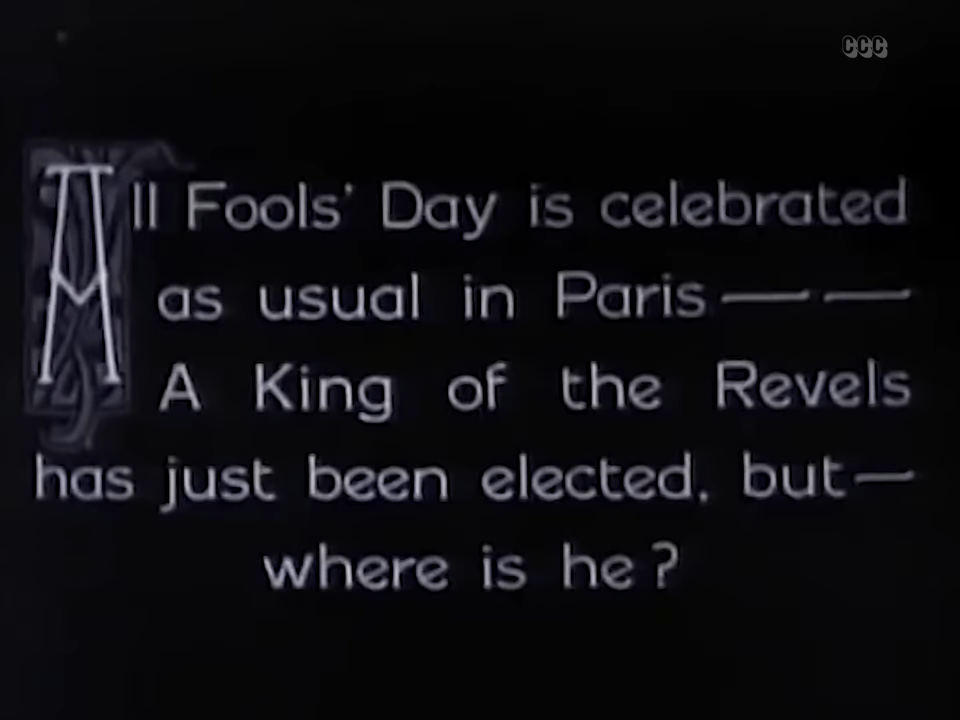 CCC
All Fools' Day is celebrated
as usual in Paris — —
A King of the Revels
has just been elected, but —
where is he?